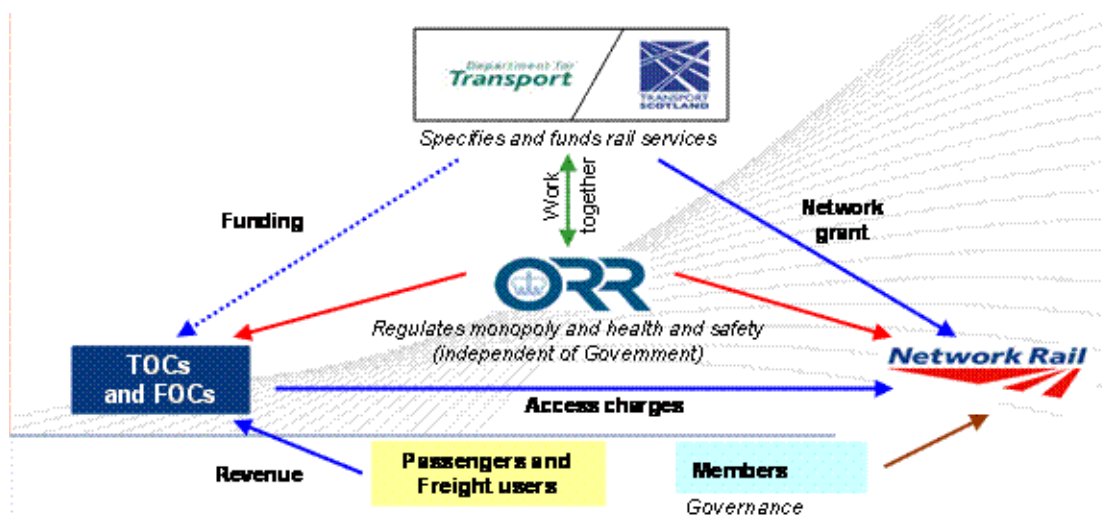 Department for
Transport
TRANSPORT
SCOTLAND
Specifies and funds rail services
Funding
Work
together
Network
grant
ORR
Regulates monopoly and health and safety
(independent of Government)
TOCs
and FOCs
Network Rail
Access charges
Revenue
Passengers and
Freight users
Members
Governance